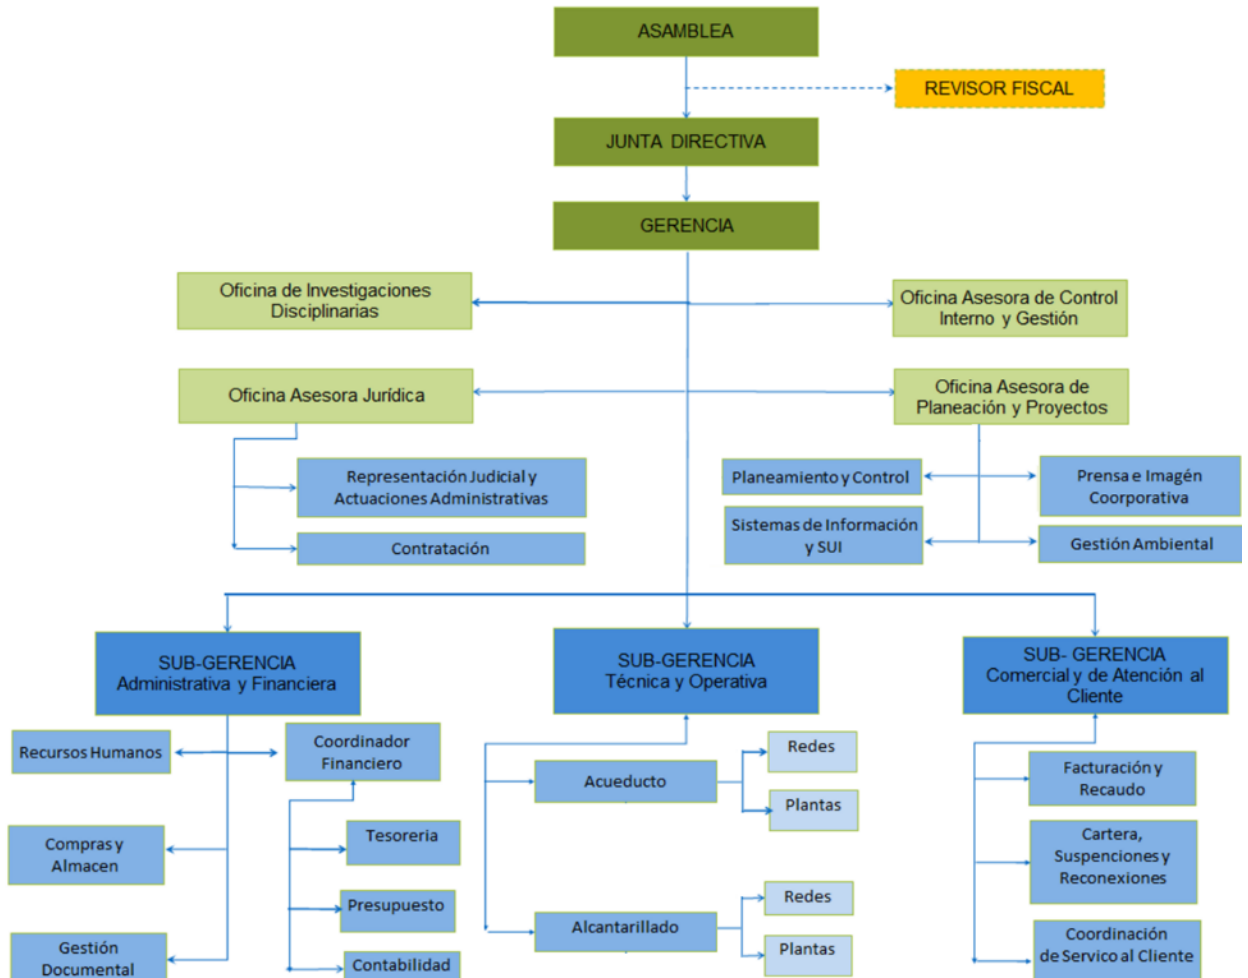 ASAMBLEA
REVISOR FISCAL
JUNTA DIRECTIVA
GERENCIA
Oficina de Investigaciones
Disciplinarias
Oficina Asesora de Control
Interno y Gestión
Oficina Asesora Jurídica
Oficina Asesora de
Planeación y Proyectos
Representación Judicial y
Actuaciones Administrativas
Contratación
Planeamiento y Control
Prensa e Imagén
Coorporativa
Sistemas de Información
y SUI
Gestión Ambiental
SUB-GERENCIA
Administrativa y Financiera
SUB-GERENCIA
Técnica y Operativa
SUB- GERENCIA
Comercial y de Atención al
Cliente
Recursos Humanos
Coordinador
Financiero
Compras y
Almacen
Tesoreria
Presupuesto
Gestión
Documental
Contabilidad
Acueducto
Redes
Plantas
Alcantarillado
Redes
Plantas
Facturación y
Recaudo
Cartera,
Suspenciones y
Reconexiones
Coordinación
de Servico al Cliente